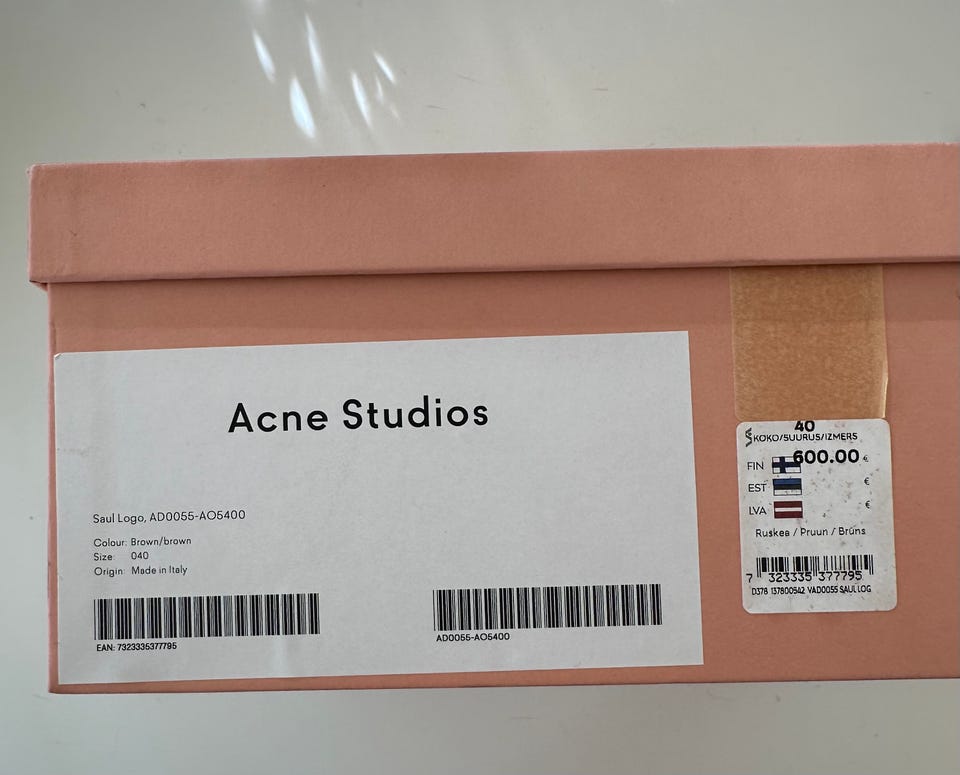 Acne Studios
Saul Logo, AD0055-AO5400
Colour: Brown/brown
Size: 040
Origin: Made in Italy
EAN: 7323335377795
AD0055-AO5400
40
KOKO/SUURUS/IZMERS
FIN 600.00 €
EST €
LVA €
Ruskea / Pruun / Brūns
7 323335 377795
D378 137800542 VAD0055 SAUL LOG